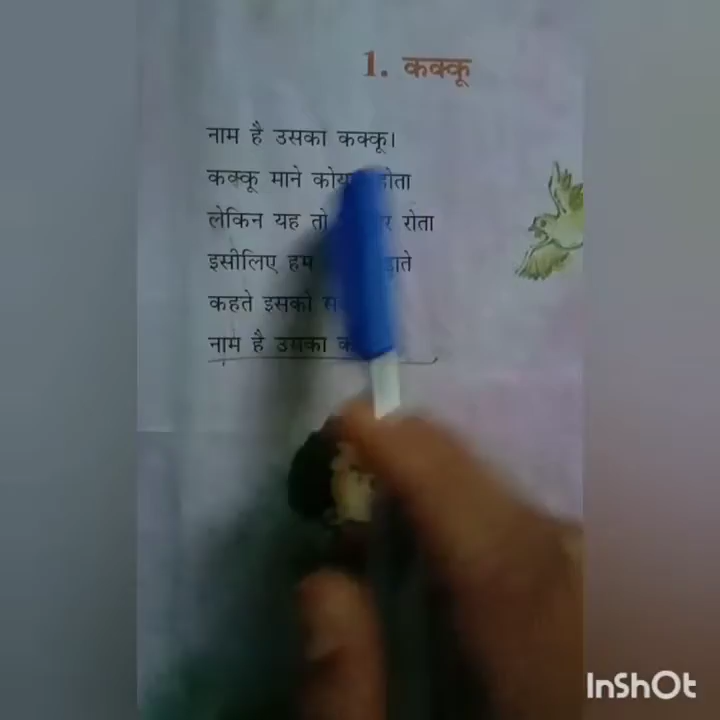 1. कक्कू
नाम है उसका कक्कू।
कक्कू माने होता
लेकिन यह तो रोता
इसीलिए हम
कहते इसको
नाम है उसका
InShOt